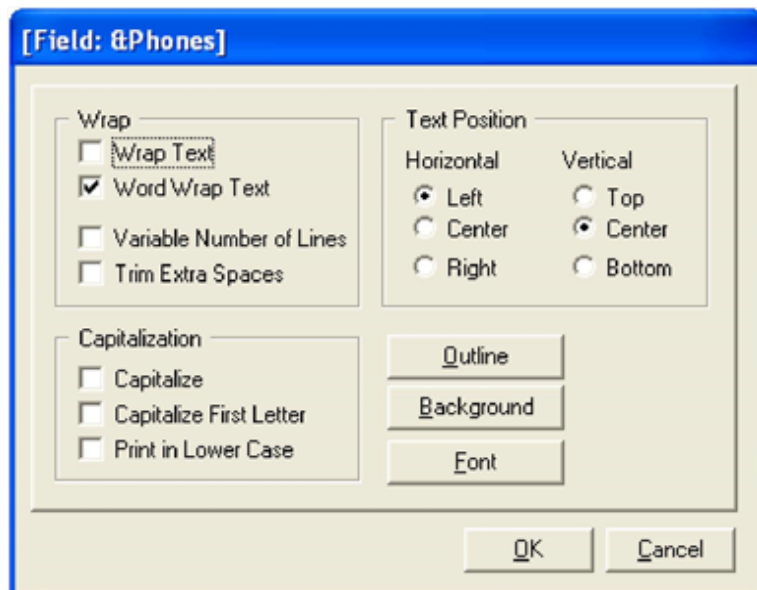 [Field: &Phones]
Wrap
Wrap Text
Word Wrap Text
Variable Number of Lines
Trim Extra Spaces
Text Position
Horizontal Vertical
Left Top
Center Center
Right Bottom
Capitalization
Capitalize
Capitalize First Letter
Print in Lower Case
Outline
Background
Font
OK Cancel